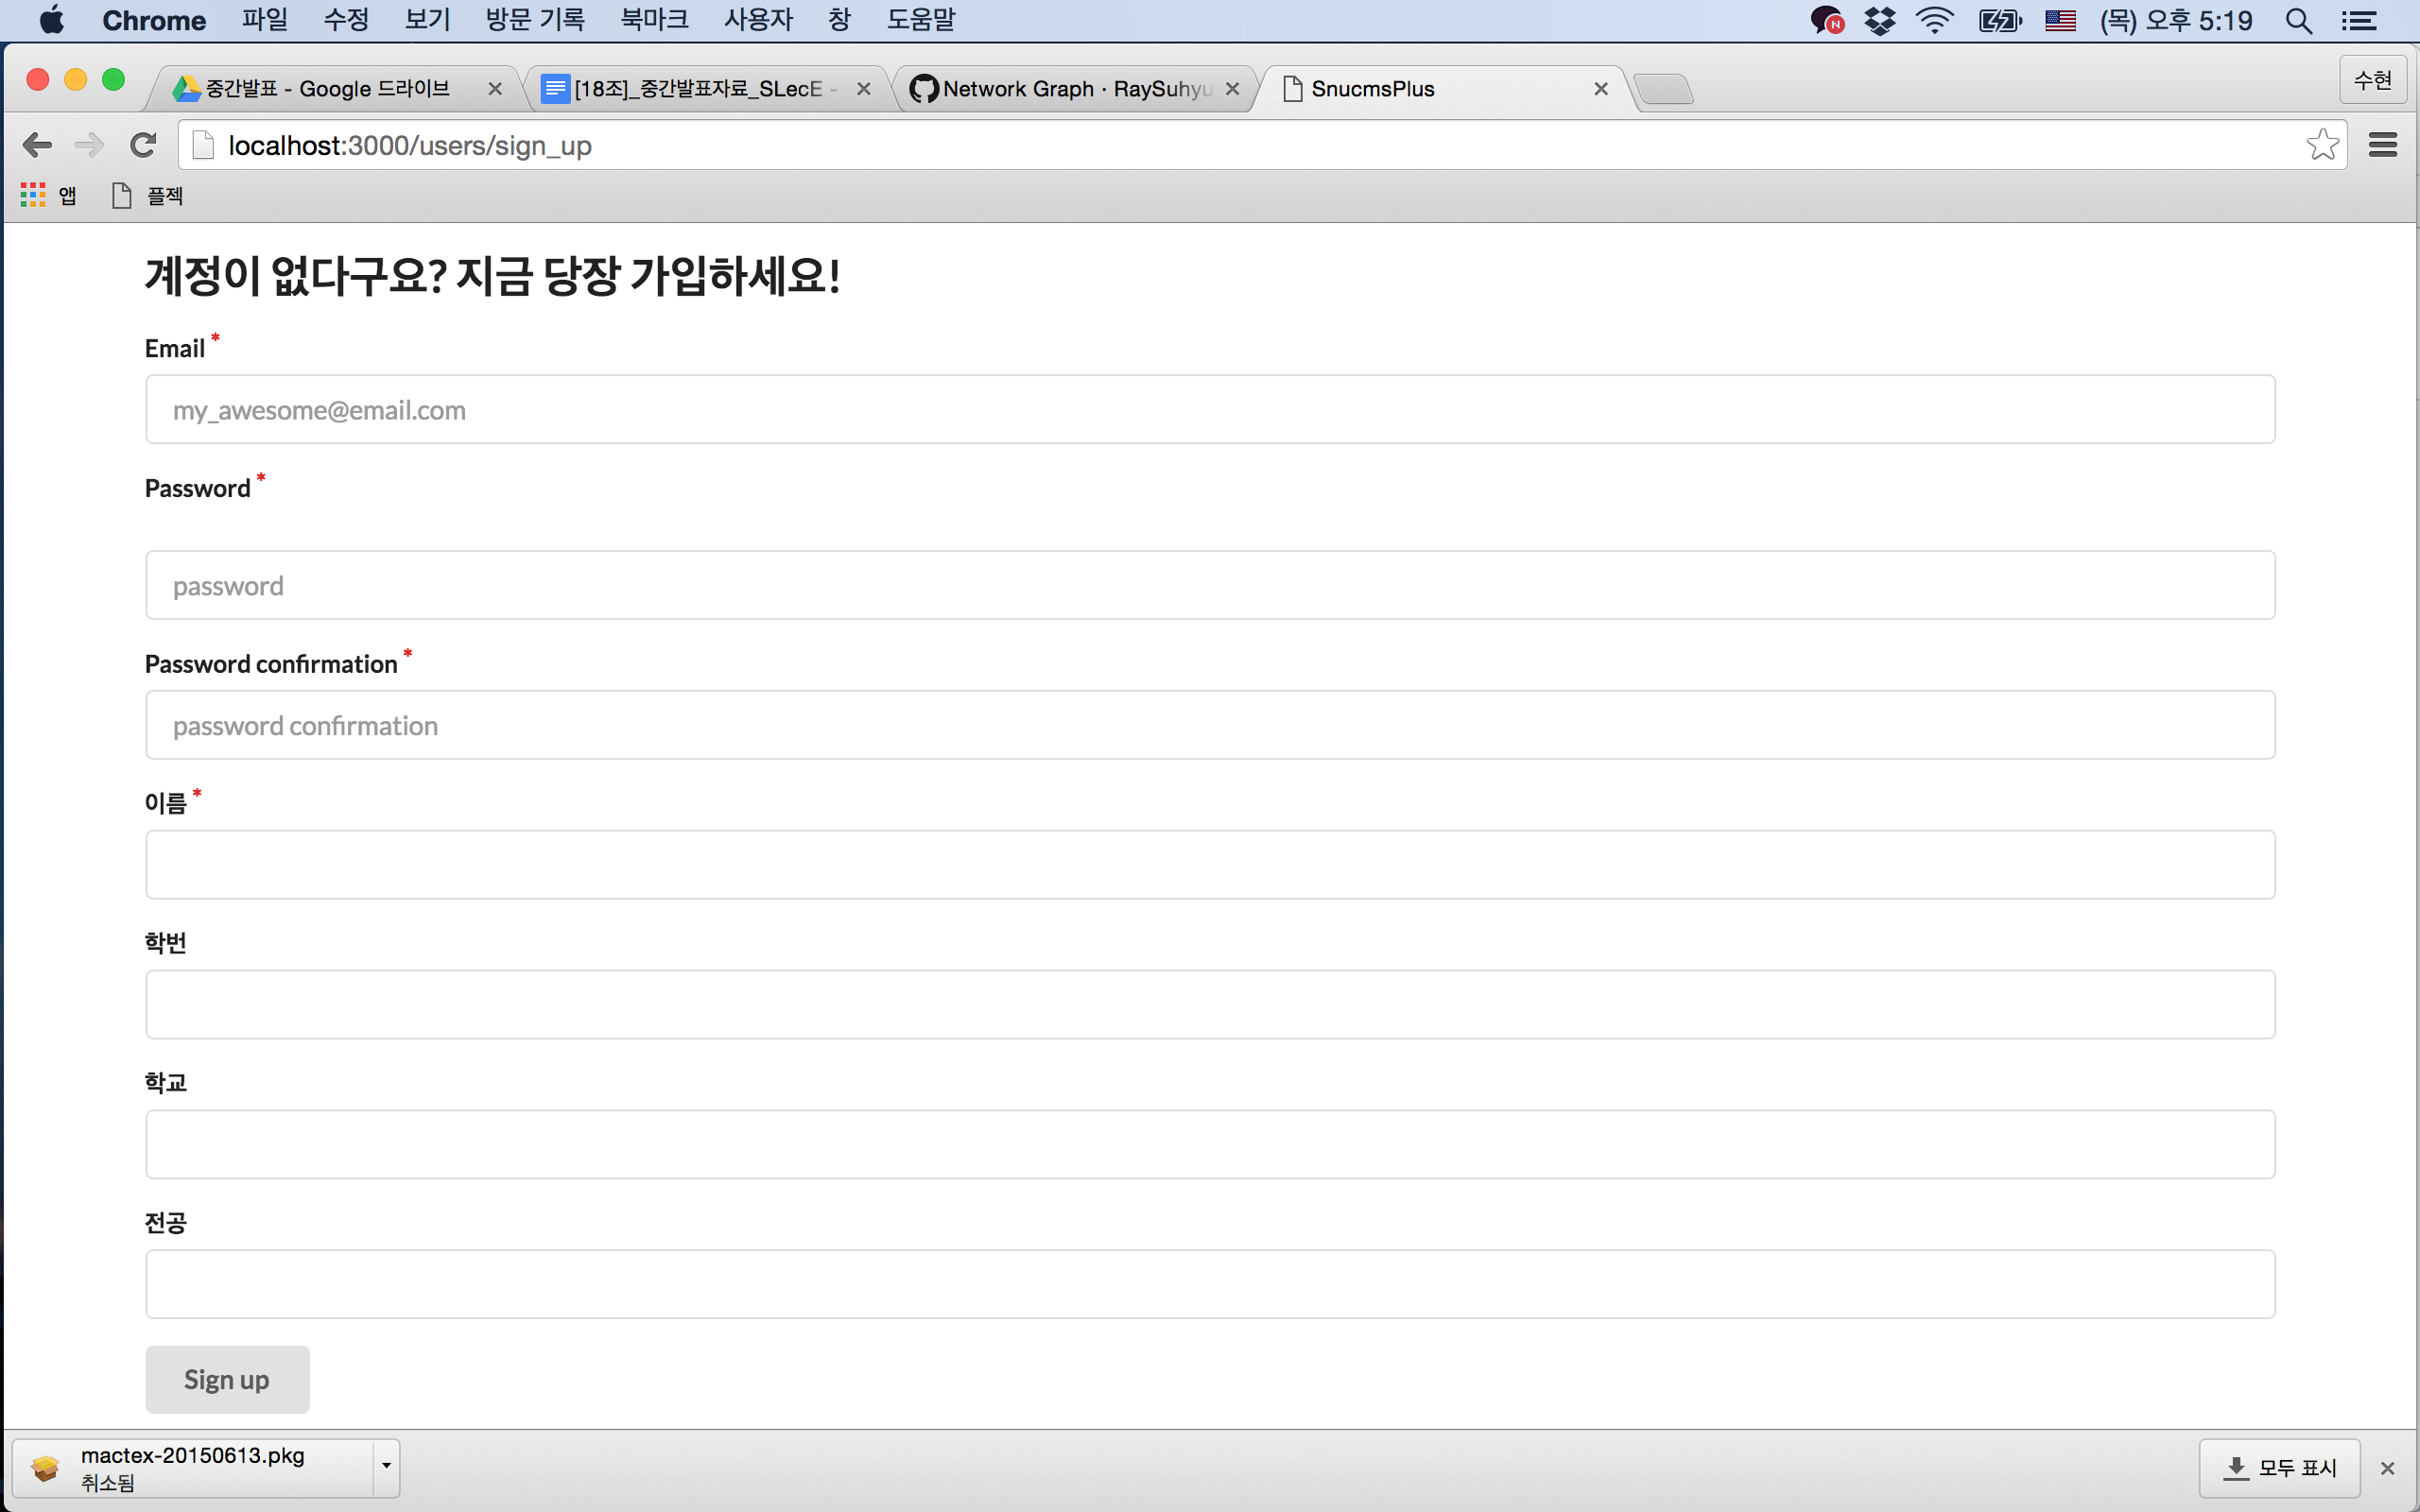 Chrome 파일 수정 보기 방문 기록 북마크 사용자 창 도움말 (목) 오후 5:19
중간발표 - Google 드라이브 [18조]_중간발표자료_SLecE - Network Graph · RaySuhyu SnucmsPlus 수현
localhost:3000/users/sign_up
앱 플젝
계정이 없다구요? 지금 당장 가입하세요!
Email *
my_awesome@email.com
Password *
password
Password confirmation *
password confirmation
이름 *
학번
학교
전공
Sign up
mactex-20150613.pkg
취소됨
모두 표시